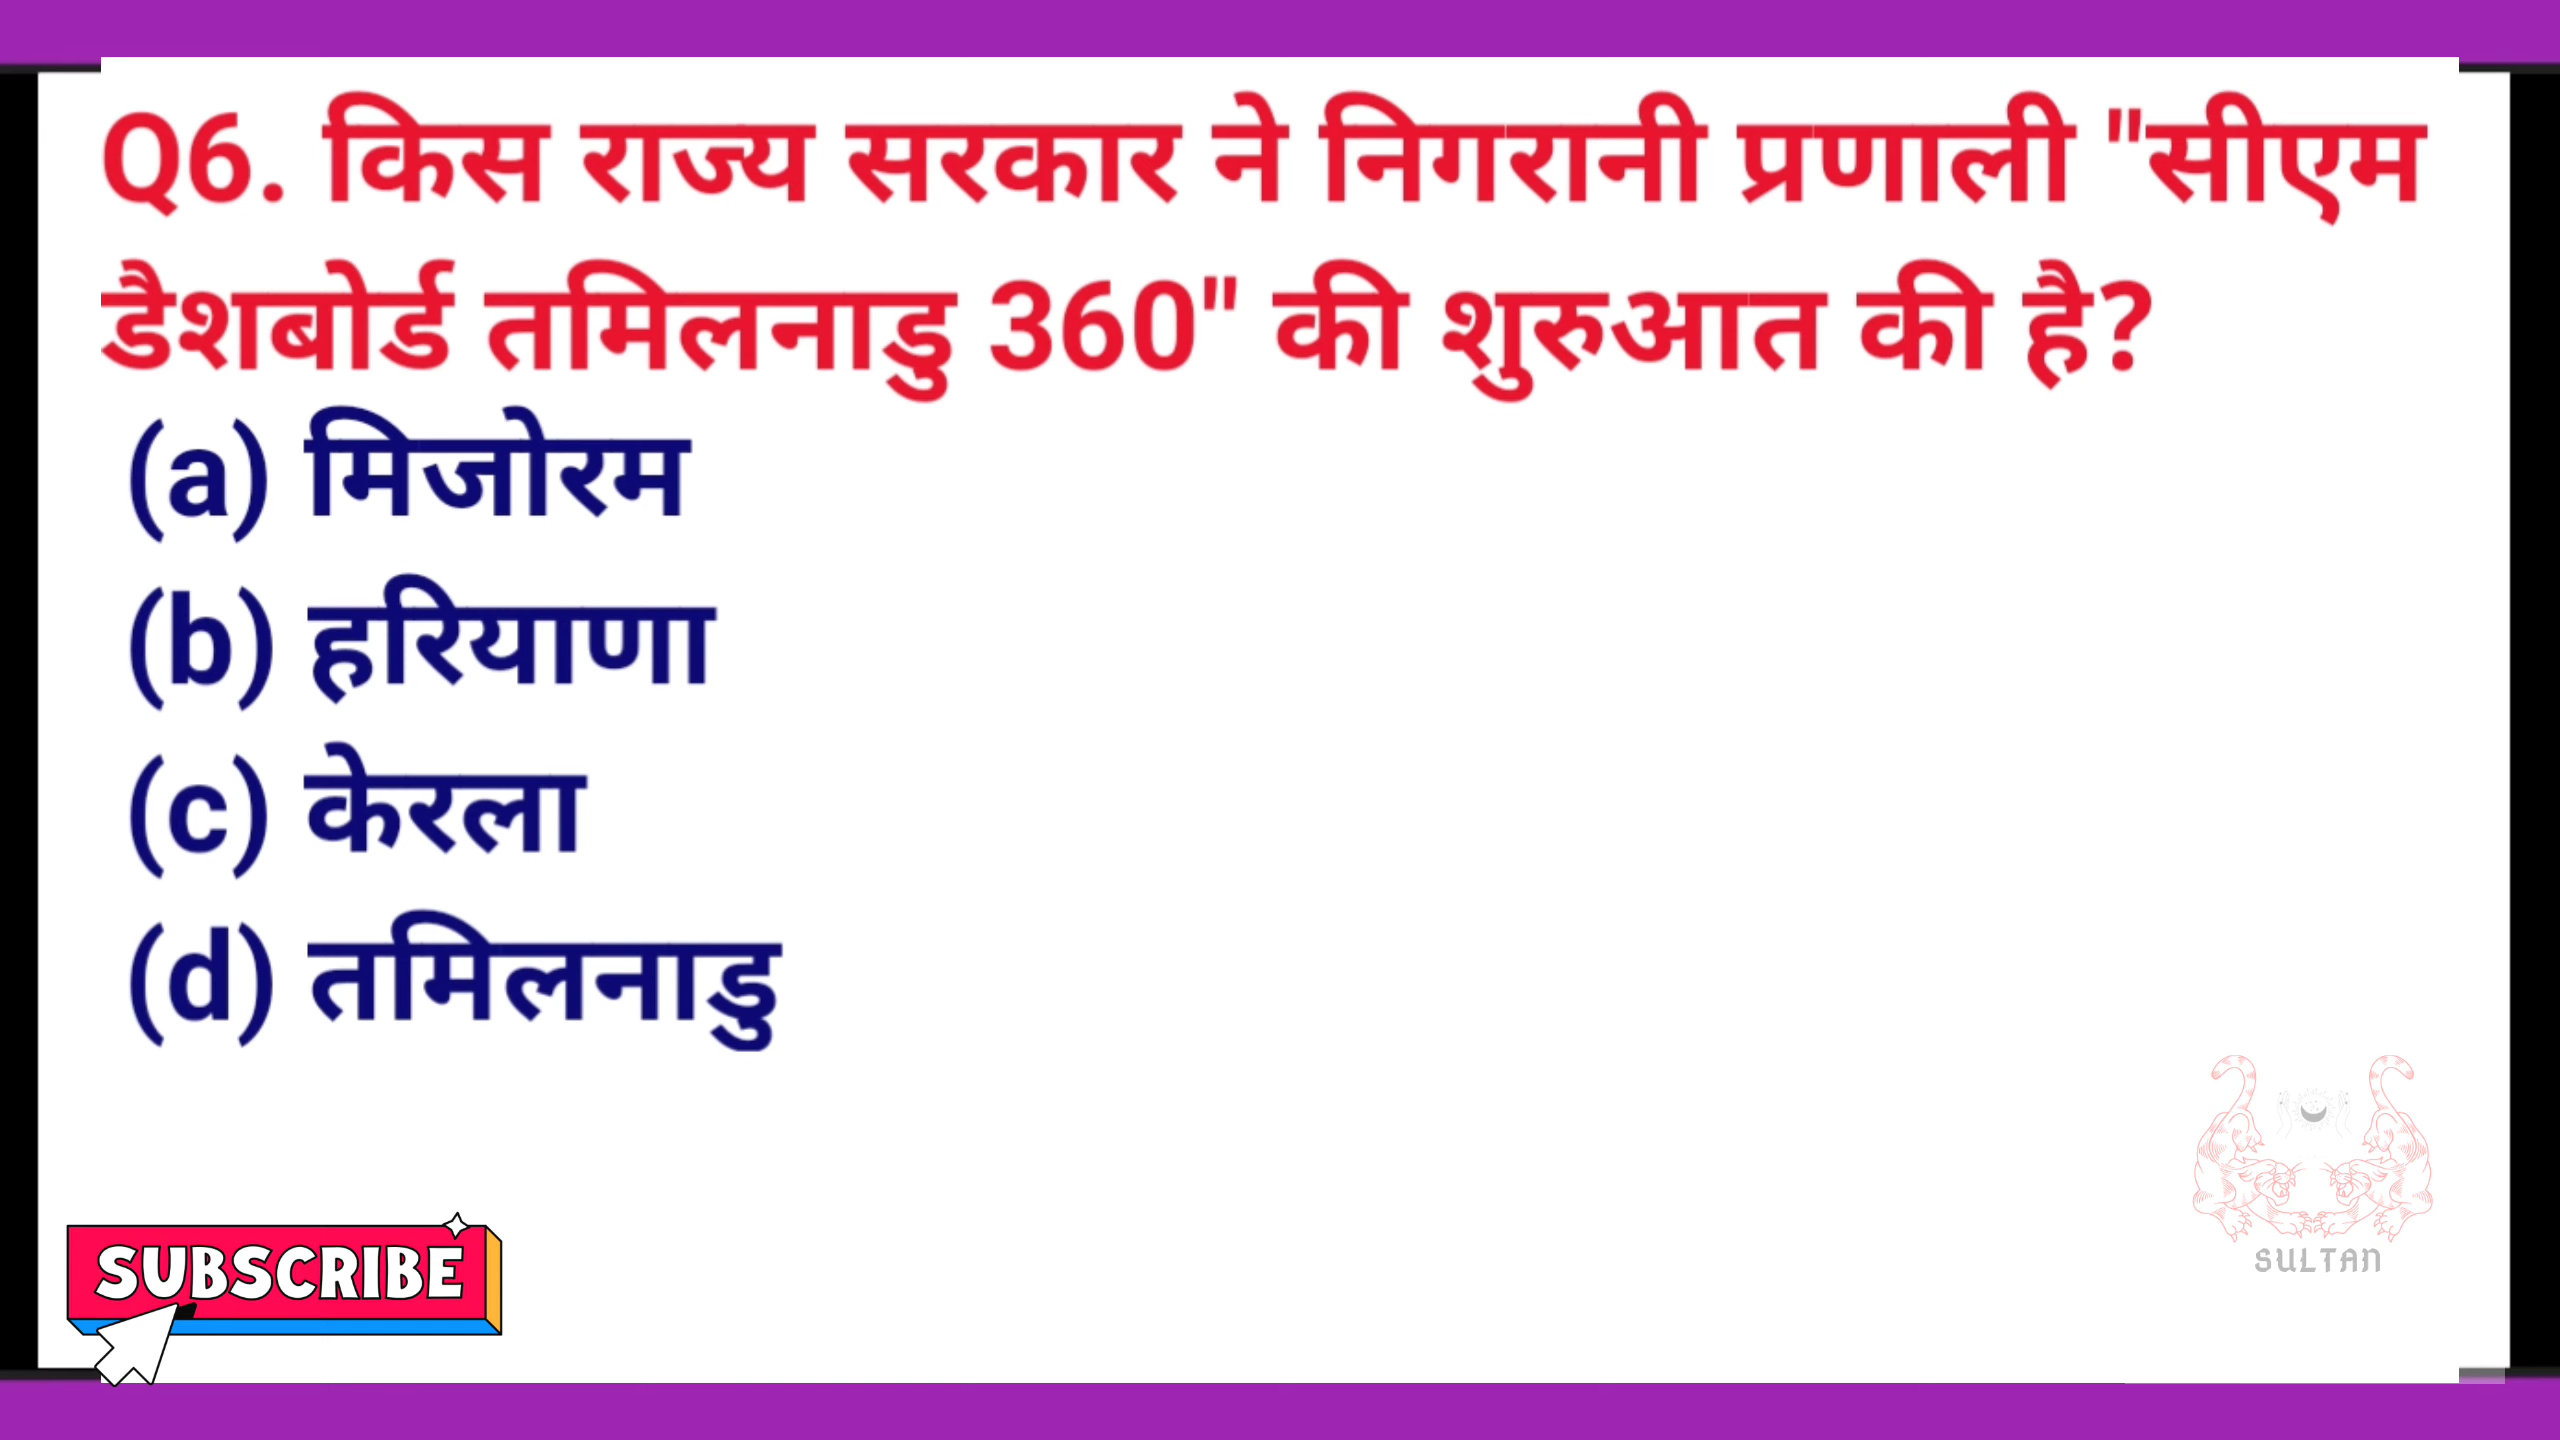 Q6. किस राज्य सरकार ने निगरानी प्रणाली "सीएम
डैशबोर्ड तमिलनाडु 360" की शुरुआत की है?
(a) मिजोरम
(b) हरियाणा
(c) केरला
(d) तमिलनाडु
SULTAN
SUBSCRIBE